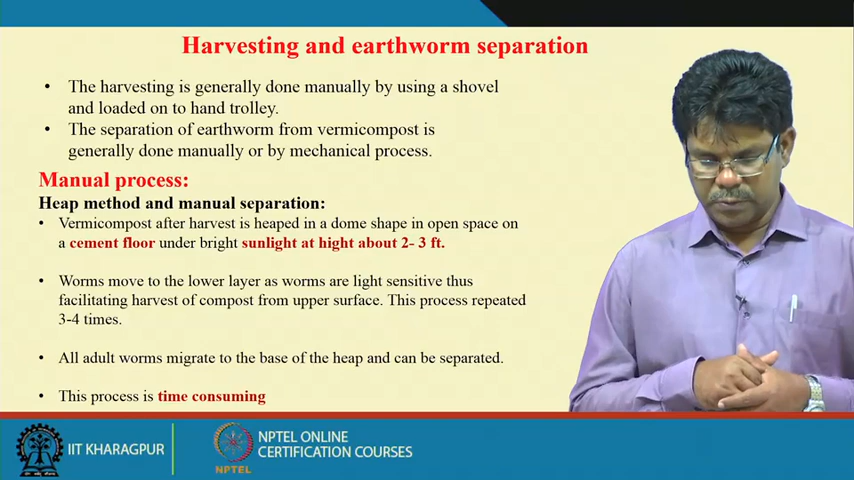 Harvesting and earthworm separation
• The harvesting is generally done manually by using a shovel
and loaded on to hand trolley.
• The separation of earthworm from vermicompost is
generally done manually or by mechanical process.
Manual process:
Heap method and manual separation:
• Vermicompost after harvest is heaped in a dome shape in open space on
a cement floor under bright sunlight at hight about 2- 3 ft.
• Worms move to the lower layer as worms are light sensitive thus
facilitating harvest of compost from upper surface. This process repeated
3-4 times.
• All adult worms migrate to the base of the heap and can be separated.
• This process is time consuming
IIT KHARAGPUR
NPTEL
NPTEL ONLINE
CERTIFICATION COURSES